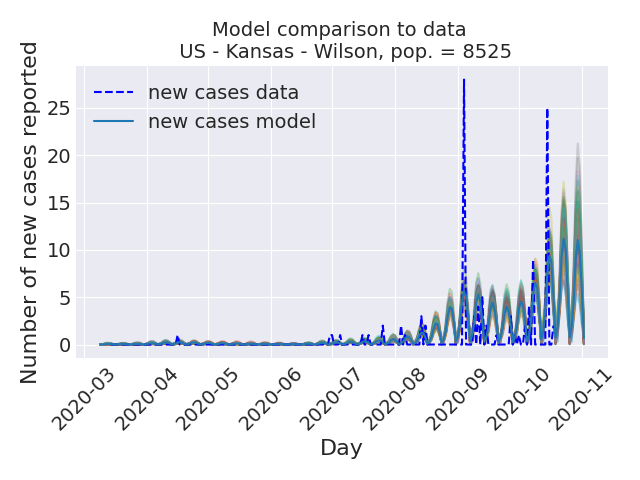 Model comparison to data
US - Kansas - Wilson, pop. = 8525
Number of new cases reported
new cases data
new cases model
25
20
15
10
5
0
2020-03
2020-04
2020-05
2020-06
2020-07
2020-08
2020-09
2020-10
2020-11
Day